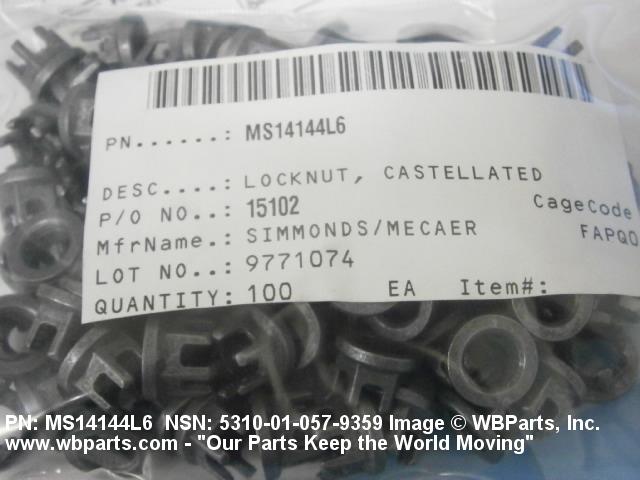 PN......: MS14144L6
DESC....: LOCKNUT, CASTELLATED
P/O NO..: 15102 CageCode
MfrName.: SIMMONDS/MECAER FAPQ0
LOT NO..: 9771074
QUANTITY: 100 EA Item#:
PN: MS14144L6 NSN: 5310-01-057-9359 Image © WBParts, Inc.
www.wbparts.com - "Our Parts Keep the World Moving"